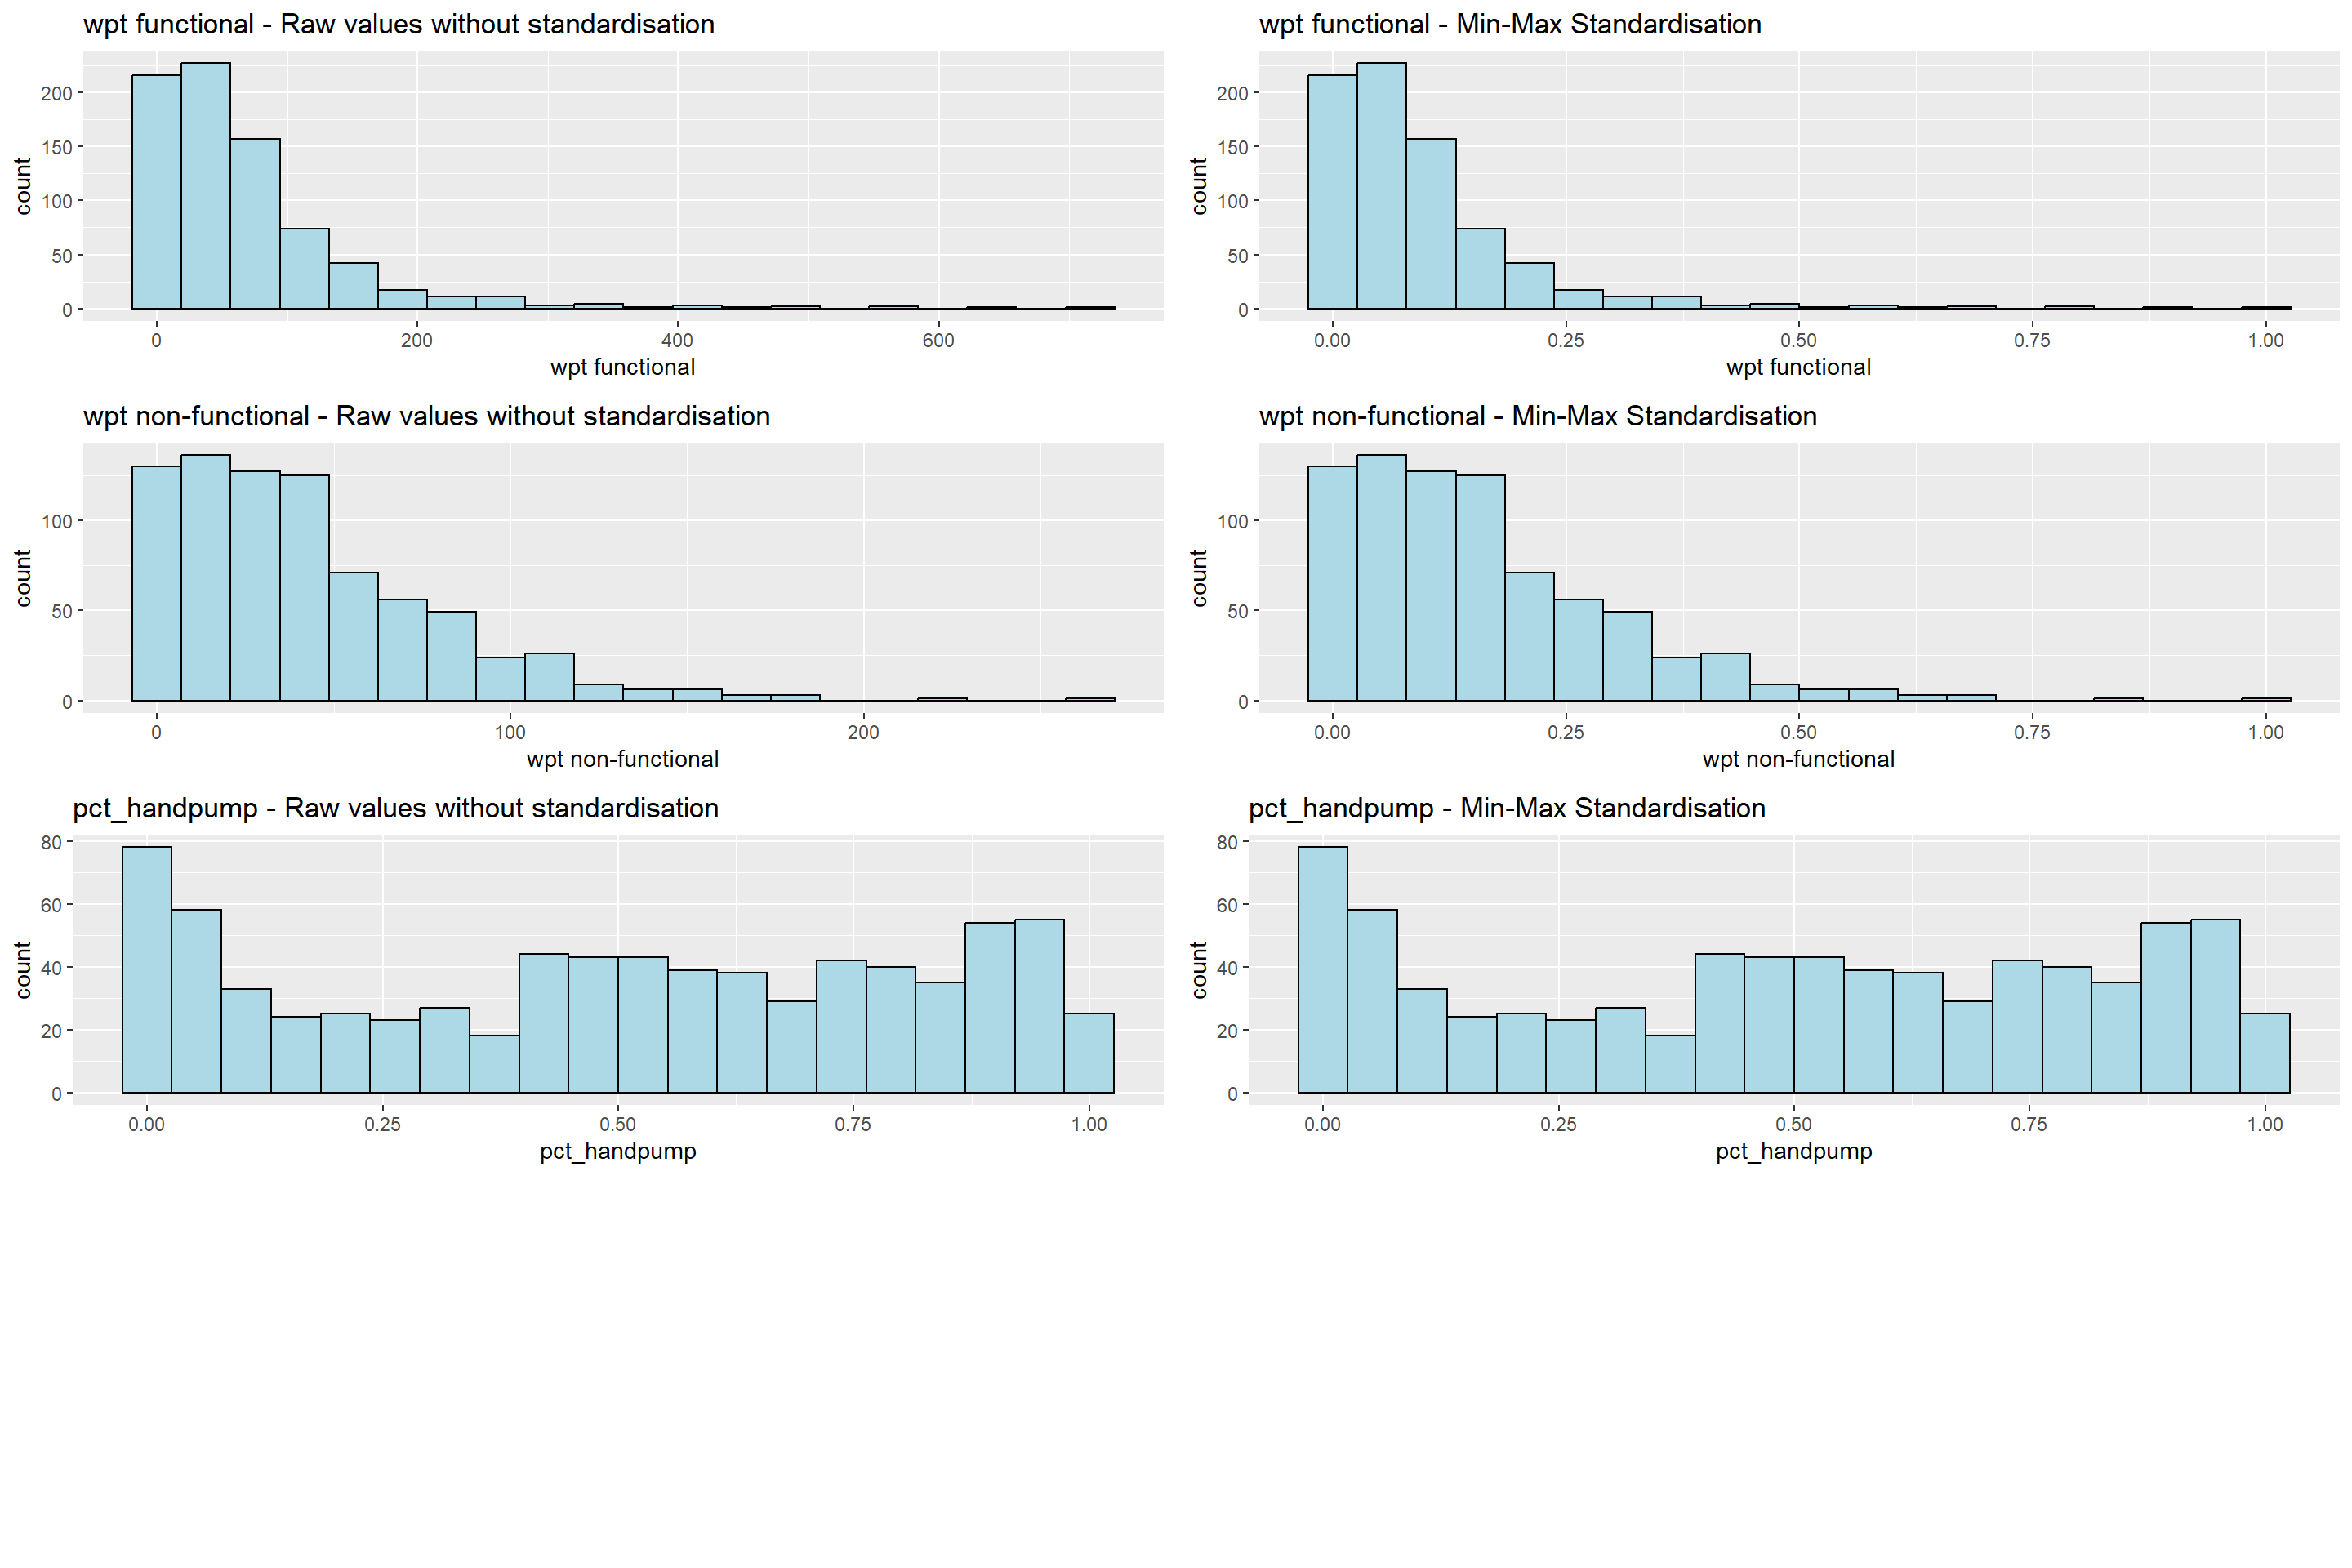 wpt functional - Raw values without standardisation
count
200
150
100
50
0
0 200 400 600
wpt functional
wpt functional - Min-Max Standardisation
count
200
150
100
50
0
0.00 0.25 0.50 0.75 1.00
wpt functional
wpt non-functional - Raw values without standardisation
count
100
50
0
0 100 200
wpt non-functional
wpt non-functional - Min-Max Standardisation
count
100
50
0
0.00 0.25 0.50 0.75 1.00
wpt non-functional
pct_handpump - Raw values without standardisation
count
80
60
40
20
0
0.00 0.25 0.50 0.75 1.00
pct_handpump
pct_handpump - Min-Max Standardisation
count
80
60
40
20
0
0.00 0.25 0.50 0.75 1.00
pct_handpump